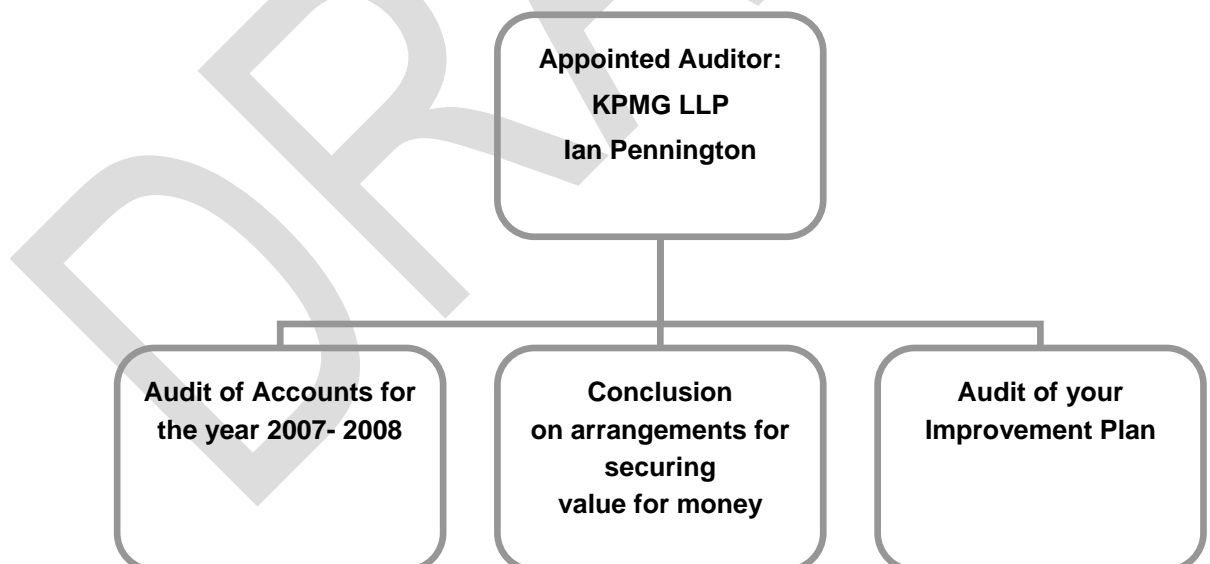 Appointed Auditor:
KPMG LLP
Ian Pennington
Audit of Accounts for
the year 2007- 2008
Conclusion
on arrangements for
securing
value for money
Audit of your
Improvement Plan